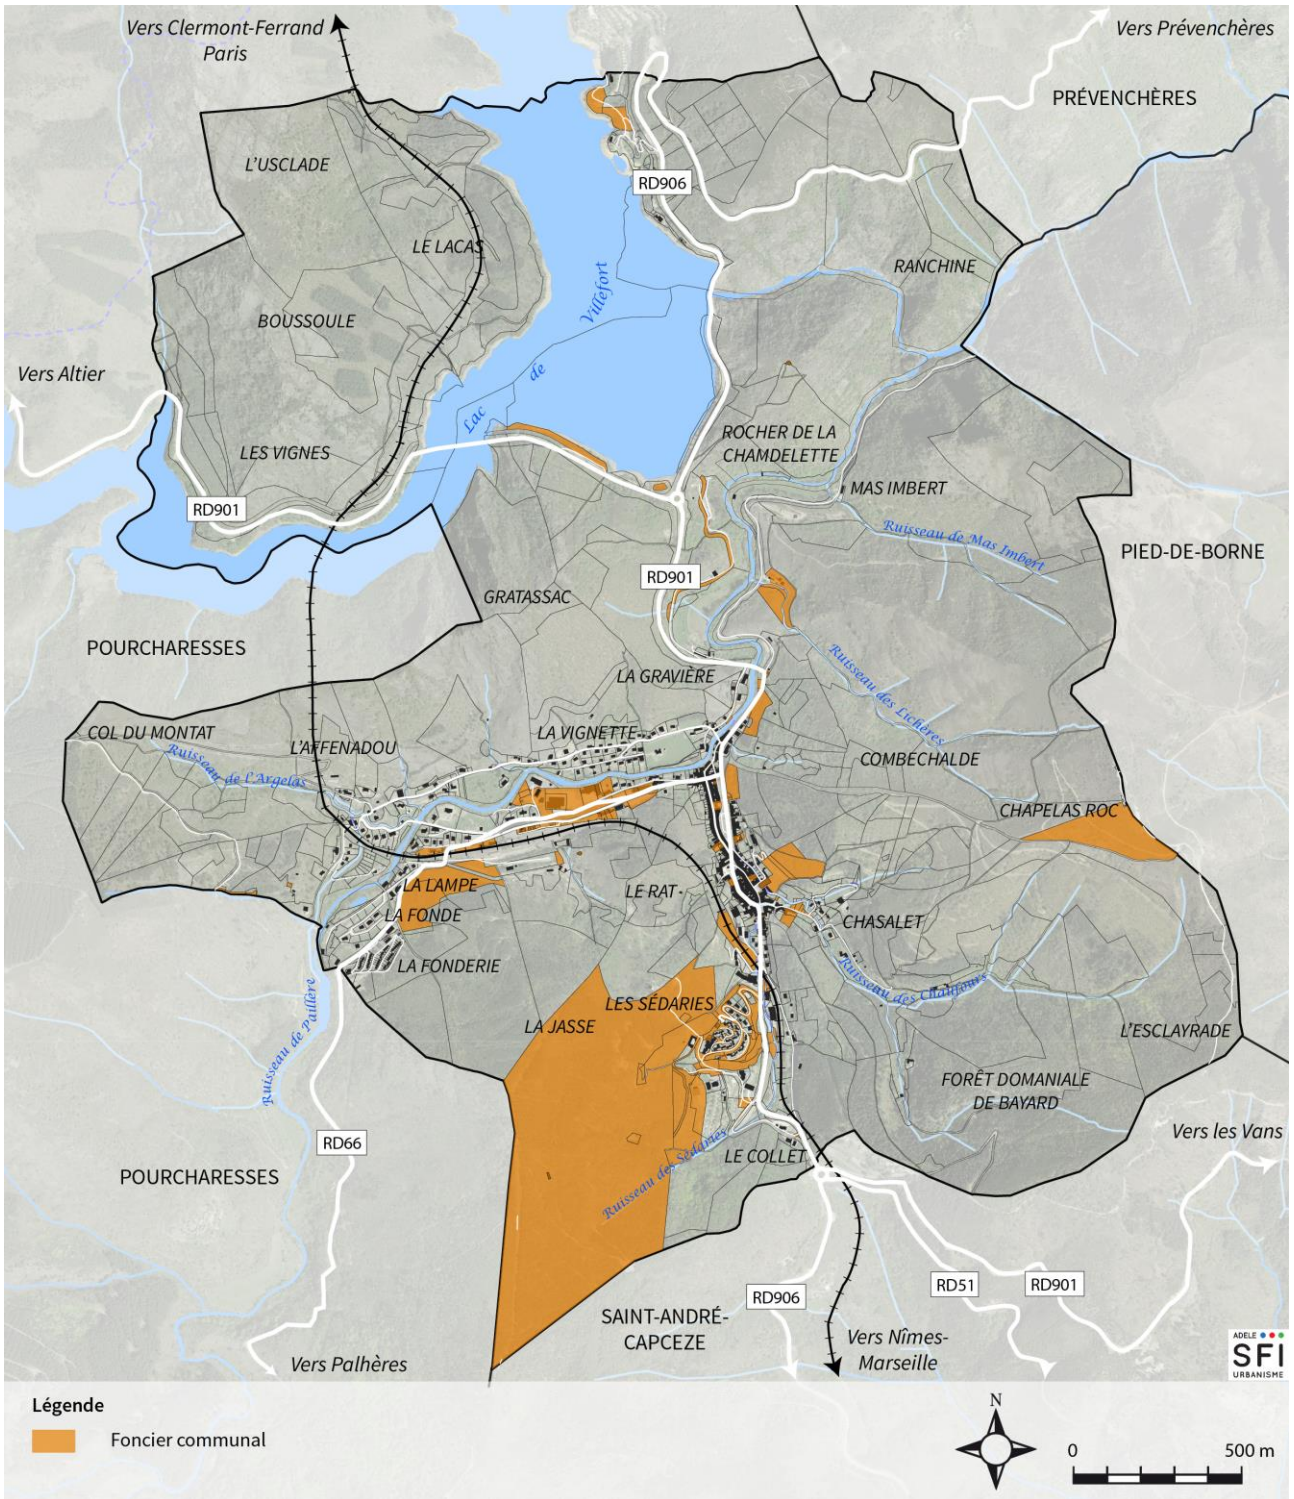 Vers Clermont-Ferrand
Paris
Vers Prévenchères
PRÉVENCHÈRES
L'USCLADE
RD906
LE LACAS
RANCHINE
Villefort
BOUSSOULE
Vers Altier
de
Lac
ROCHER DE LA
CHAMDELETTE
LES VIGNES
MAS IMBERT
RD901
Ruisseau de Mas Imbert
PIED-DE-BORNE
RD901
GRATASSAC
POURCHARESSES
LA GRAVIÈRE
Ruisseau des Lichères
COL DU MONTAT
LA VIGNETTE
L'AFFENADOU
COMBECHALDE
Ruisseau de l'Argelas
CHAPELAS ROC
LA LAMPE
LE RAT
LA FONDE
CHASALET
LA FONDERIE
Ruisseau des Chaufours
LES SÉDARIES
LA JASSE
L'ESCLAYRADE
Ruisseau de Paillère
FORÊT DOMANIALE
DE BAYARD
Vers les Vans
RD66
LE COLLET
POURCHARESSES
Ruisseau des Sédaries
RD51
RD901
RD906
SAINT-ANDRÉ-
CAPCEZE
Vers Nîmes-
Marseille
Vers Palhères
ADELE
SFI
URBANISME
Légende
Foncier communal
N
0
500 m